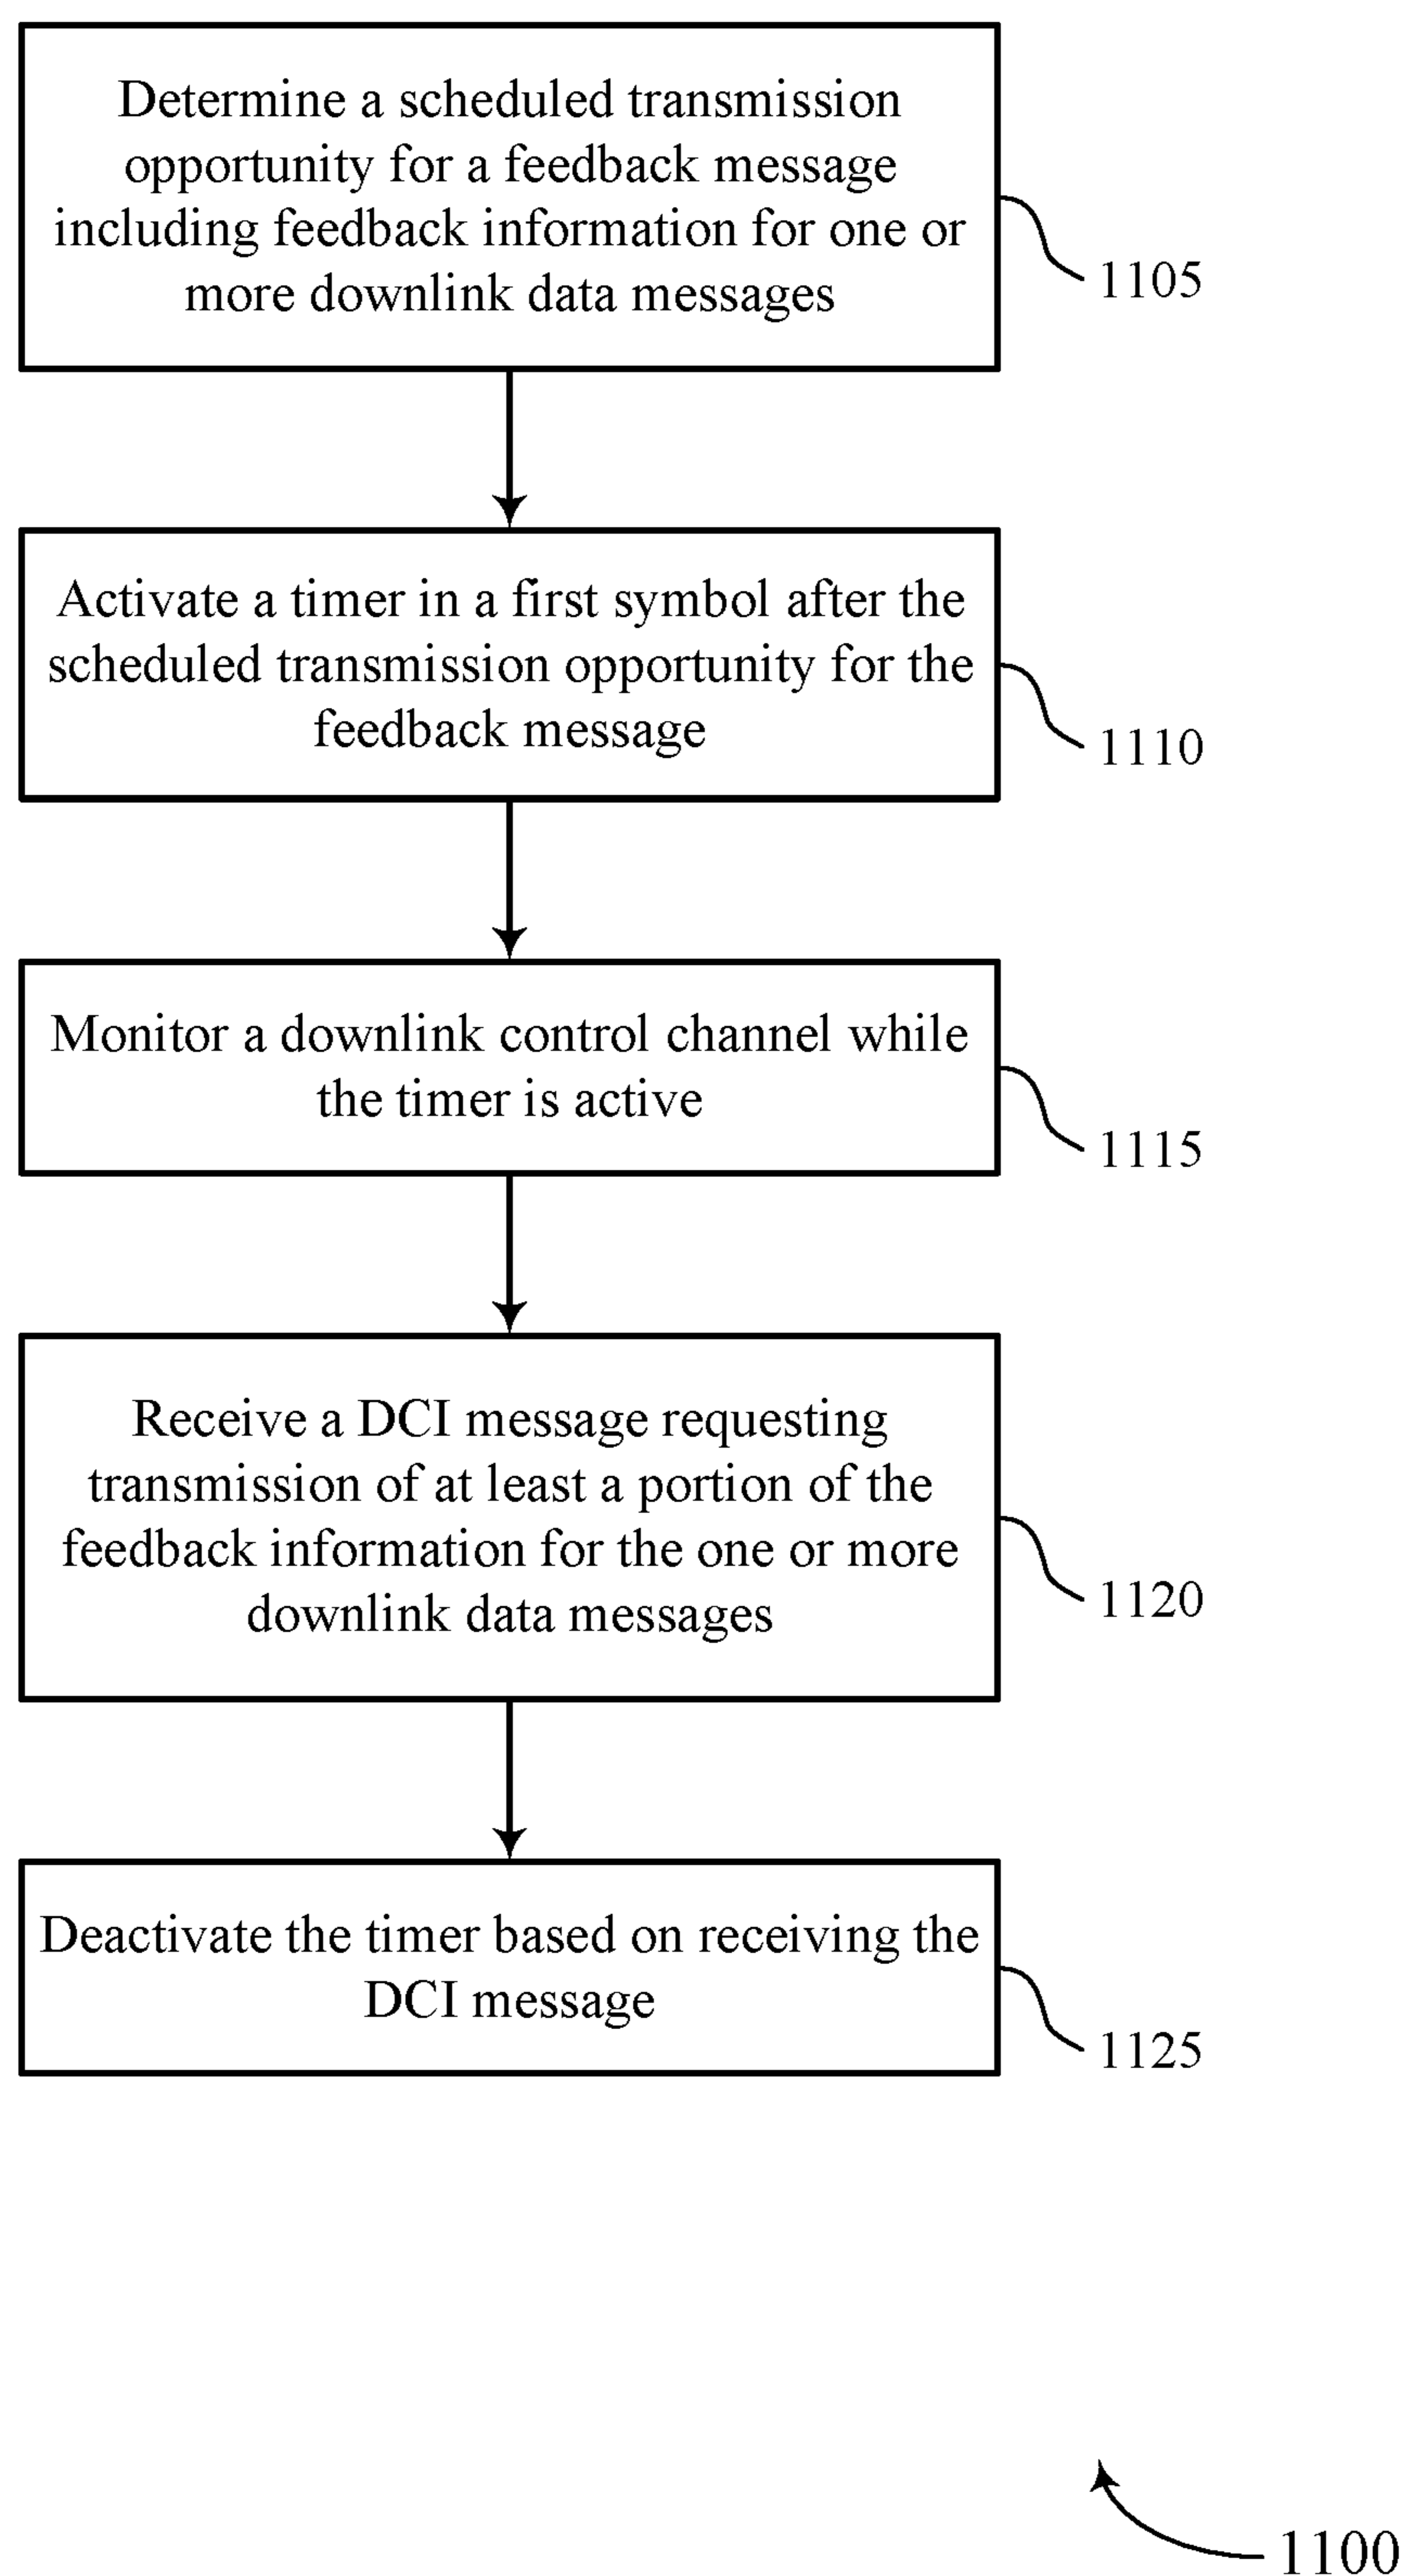 Determine a scheduled transmission
opportunity for a feedback message
including feedback information for one or
more downlink data messages
1105
Activate a timer in a first symbol after the
scheduled transmission opportunity for the
feedback message
1110
Monitor a downlink control channel while
the timer is active
1115
Receive a DCI message requesting
transmission of at least a portion of the
feedback information for the one or more
downlink data messages
1120
Deactivate the timer based on receiving the
DCI message
1125
1100